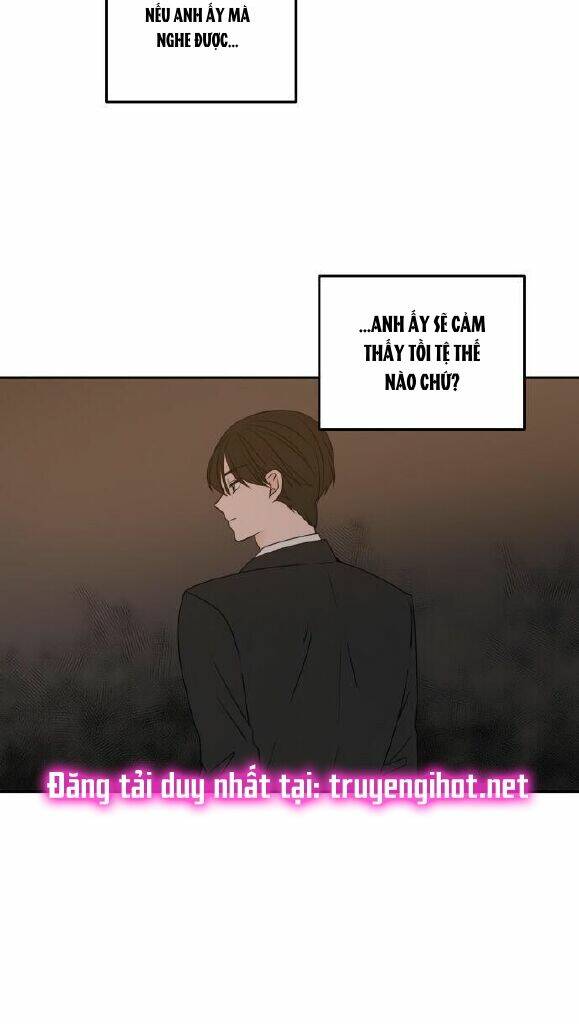 NẾU ANH ẤY MÀ
NGHE ĐƯỢC...
...ANH ẤY SẼ CẢM
THẤY TỒI TỆ THẾ
NÀO CHỨ?
Đăng tải duy nhất tại: truyengihot.net